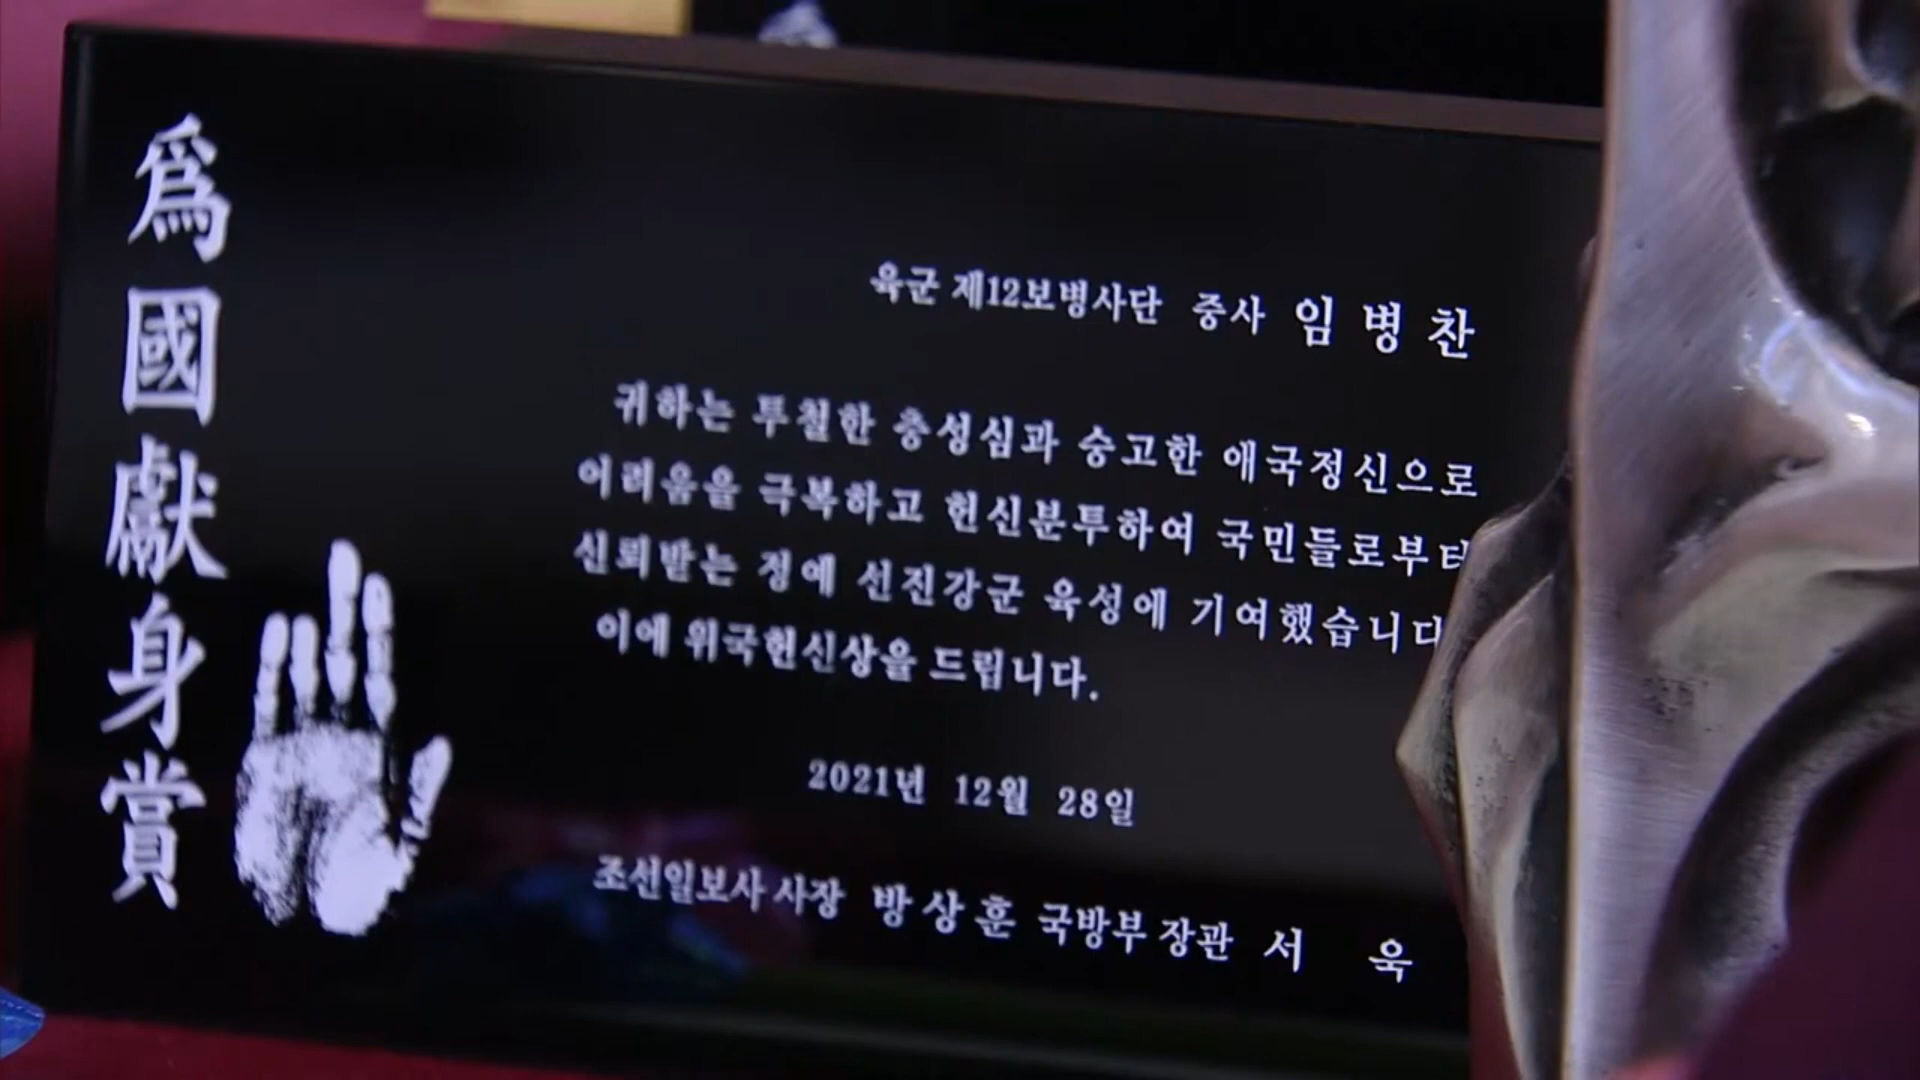 爲國獻身賞
육군 제12보병사단 중사 임병찬
귀하는 투철한 충성심과 숭고한 애국정신으로
어려움을 극복하고 헌신분투하여 국민들로부터
신뢰받는 정예 선진강군 육성에 기여했습니다
이에 위국헌신상을 드립니다.
2021년 12월 28일
조선일보사 사장 방상훈 국방부 장관 서 욱